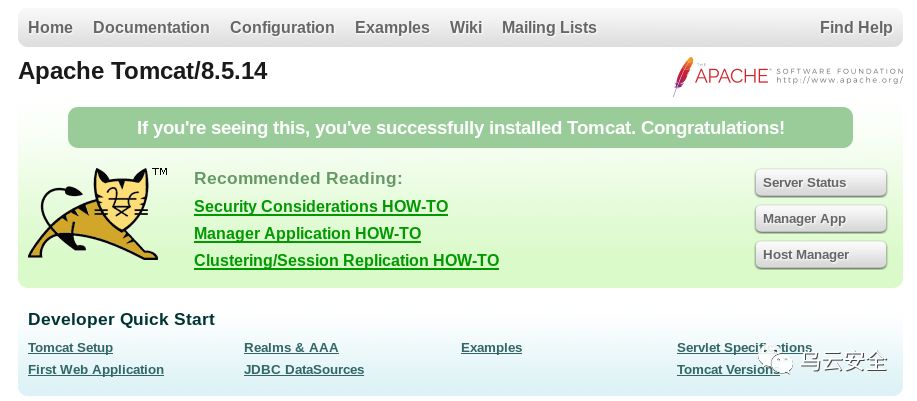 Home Documentation Configuration Examples Wiki Mailing Lists Find Help
Apache Tomcat/8.5.14
THE APACHE® SOFTWARE FOUNDATION
http://www.apache.org/
If you're seeing this, you've successfully installed Tomcat. Congratulations!
TM
Recommended Reading:
Security Considerations HOW-TO
Manager Application HOW-TO
Clustering/Session Replication HOW-TO
Server Status
Manager App
Host Manager
Developer Quick Start
Tomcat Setup
First Web Application
Realms & AAA
JDBC DataSources
Examples
Servlet Specifications
Tomcat Versions
乌云安全